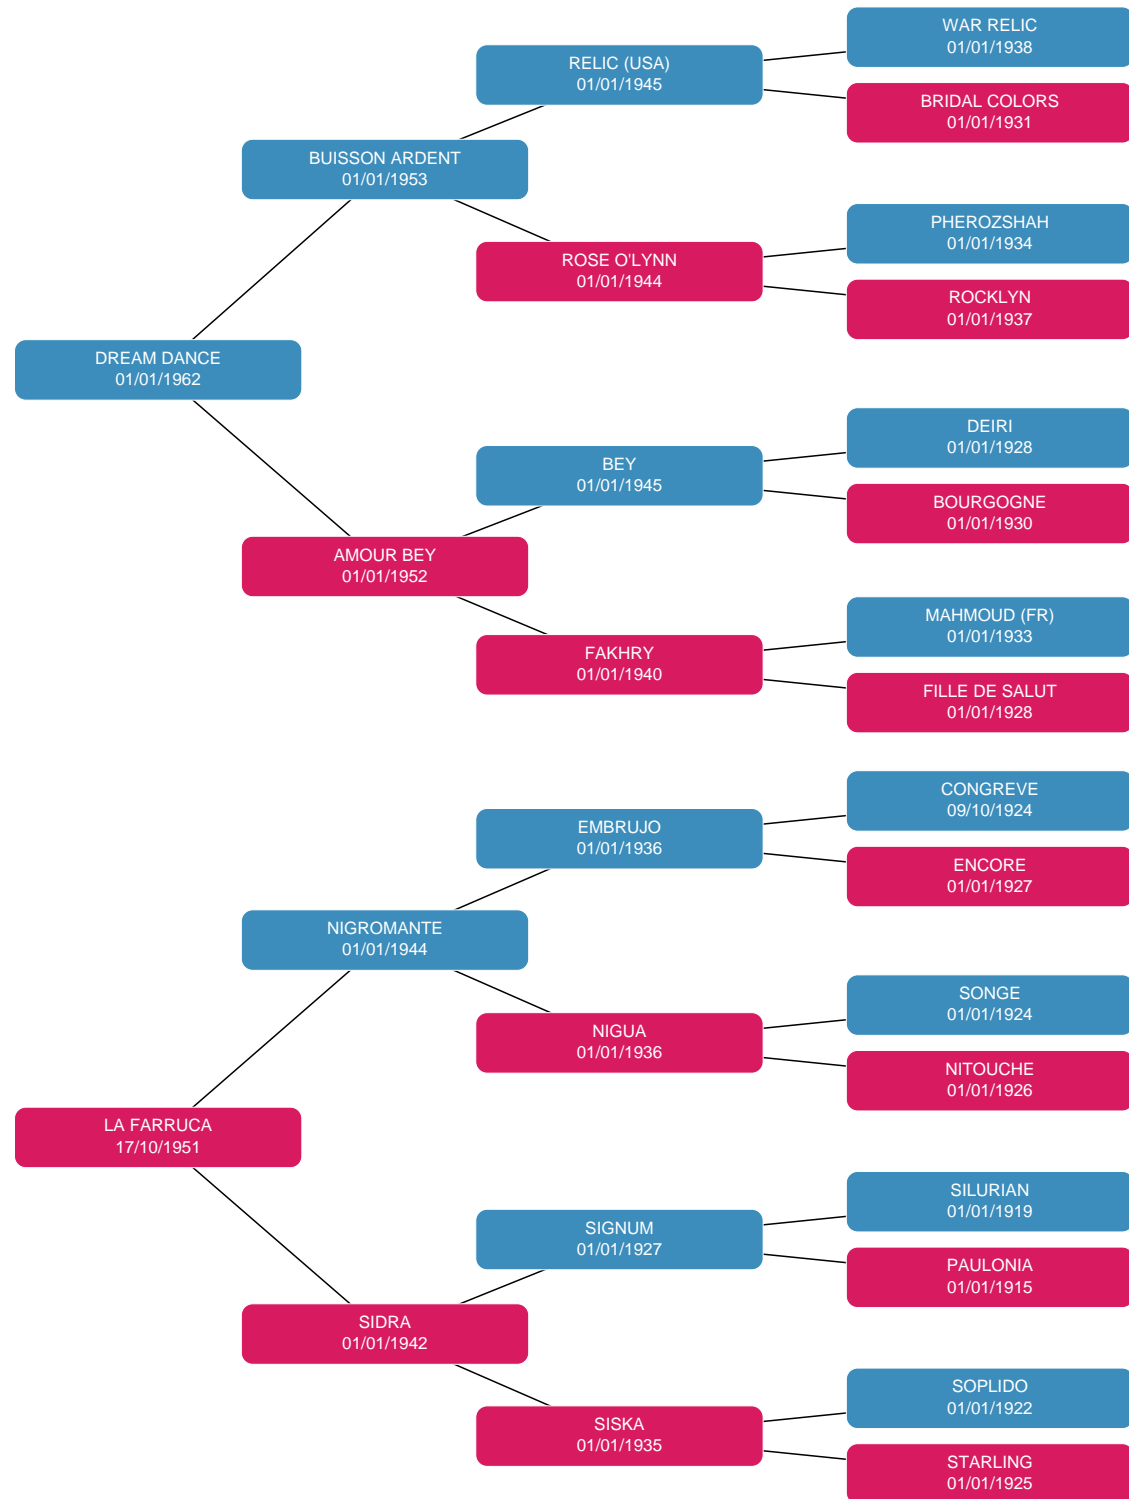 WAR RELIC
01/01/1938
RELIC (USA)
01/01/1945
BRIDAL COLORS
01/01/1931
BUISSON ARDENT
01/01/1953
PHEROZSHAH
01/01/1934
ROSE O'LYNN
01/01/1944
ROCKLYN
01/01/1937
DREAM DANCE
01/01/1962
DEIRI
01/01/1928
BEY
01/01/1945
BOURGOGNE
01/01/1930
AMOUR BEY
01/01/1952
MAHMOUD (FR)
01/01/1933
FAKHRY
01/01/1940
FILLE DE SALUT
01/01/1928
CONGREVE
09/10/1924
EMBRUJO
01/01/1936
ENCORE
01/01/1927
NIGROMANTE
01/01/1944
SONGE
01/01/1924
NIGUA
01/01/1936
NITOUCHE
01/01/1926
LA FARRUCA
17/10/1951
SILURIAN
01/01/1919
SIGNUM
01/01/1927
PAULONIA
01/01/1915
SIDRA
01/01/1942
SOPLIDO
01/01/1922
SISKA
01/01/1935
STARLING
01/01/1925